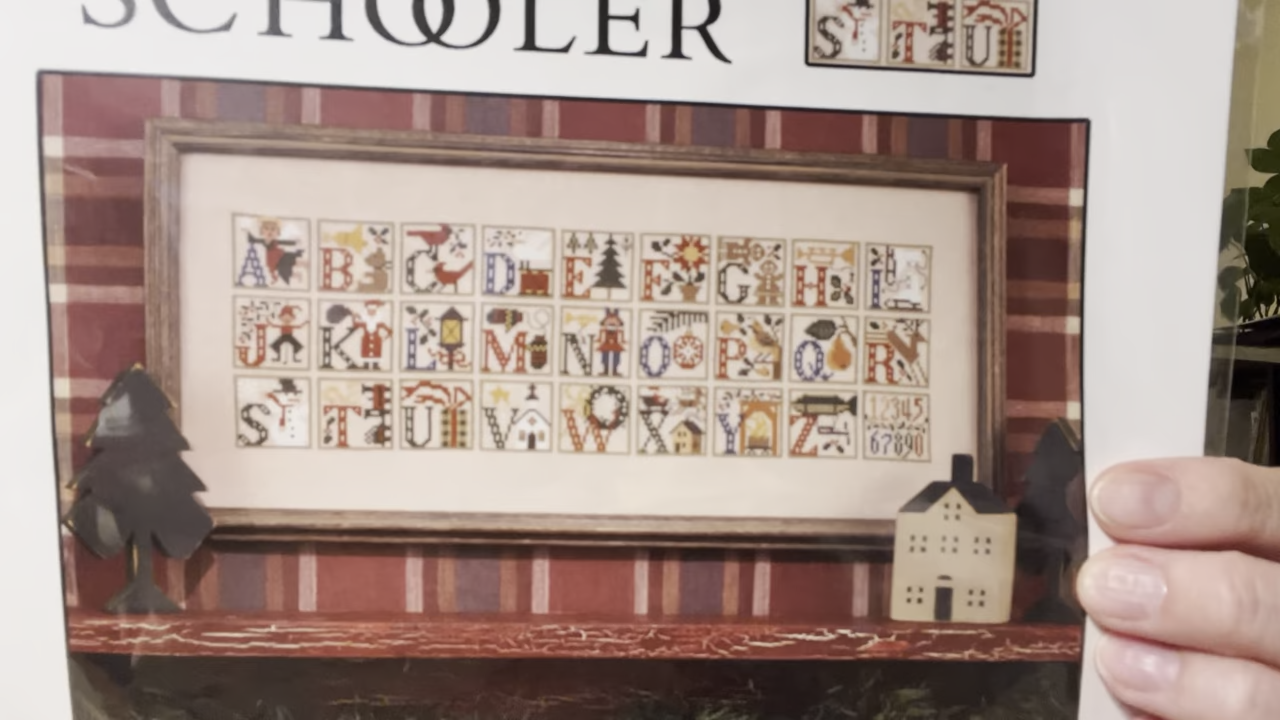 SCHOOLER
S T U
A B C D E F G H I
J K L M N O P Q R
S T U V W X Y Z 12345
67890